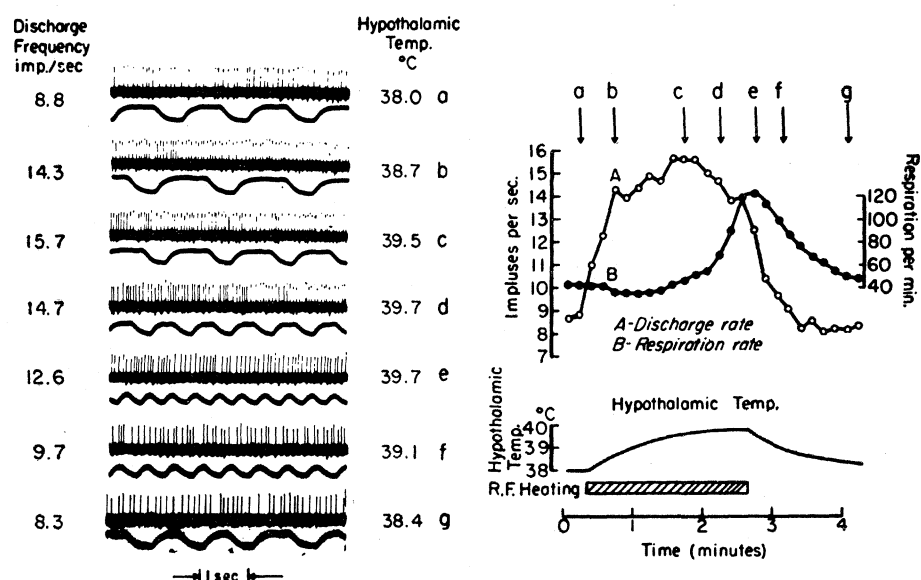 Discharge
Frequency
imp./sec
Hypothalamic
Temp.
°C
8.8
38.0 a
14.3
38.7 b
15.7
39.5 c
14.7
39.7 d
12.6
39.7 e
9.7
39.1 f
8.3
38.4 g
1 sec
a b c d e f g
16
15
14
13
12
11
10
9
8
7
Impluses per sec.
A
B
A-Discharge rate
B- Respiration rate
120
100
80
60
40
Respiration per min.
Hypothalamic Temp.
Hypothalamic
Temp.
°C
40
39
38
R.F. Heating
0 1 2 3 4
Time (minutes)